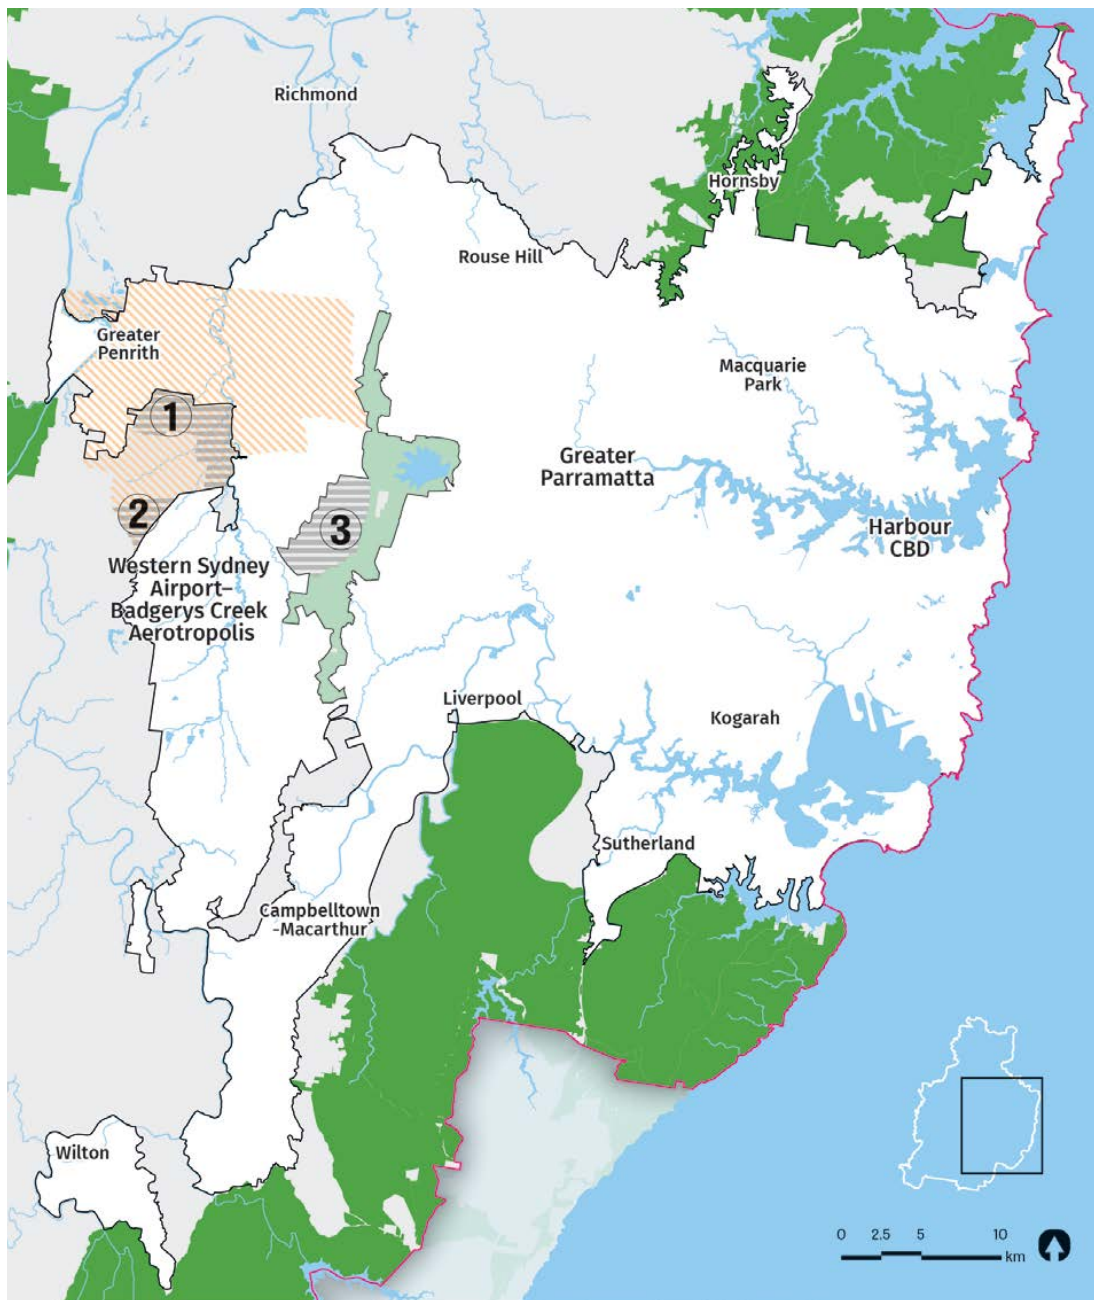 Richmond
Hornsby
Rouse Hill
Greater
Penrith
Macquarie
Park
1
Greater
Parramatta
2
3
Harbour
CBD
Western Sydney
Airport–
Badgerys Creek
Aerotropolis
Liverpool
Kogarah
Sutherland
Campbelltown
-Macarthur
Wilton
0 2.5 5 10
km